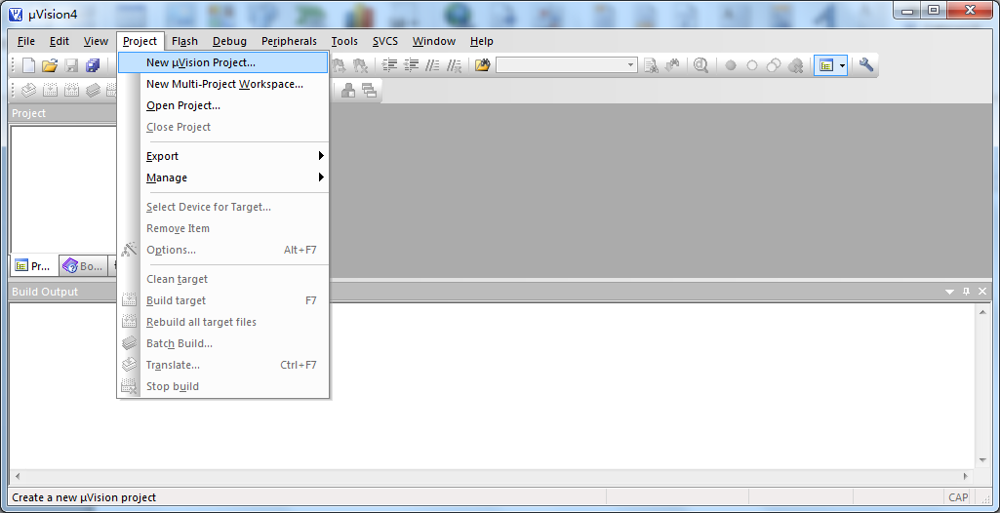 µVision4
File Edit View Project Flash Debug Peripherals Tools SVCS Window Help
New µVision Project...
New Multi-Project Workspace...
Open Project...
Close Project
Export
Manage
Select Device for Target...
Remove Item
Options... Alt+F7
Clean target
Build target F7
Rebuild all target files
Batch Build...
Translate... Ctrl+F7
Stop build
Project
Pr... Bo...
Build Output
Create a new µVision project CAP